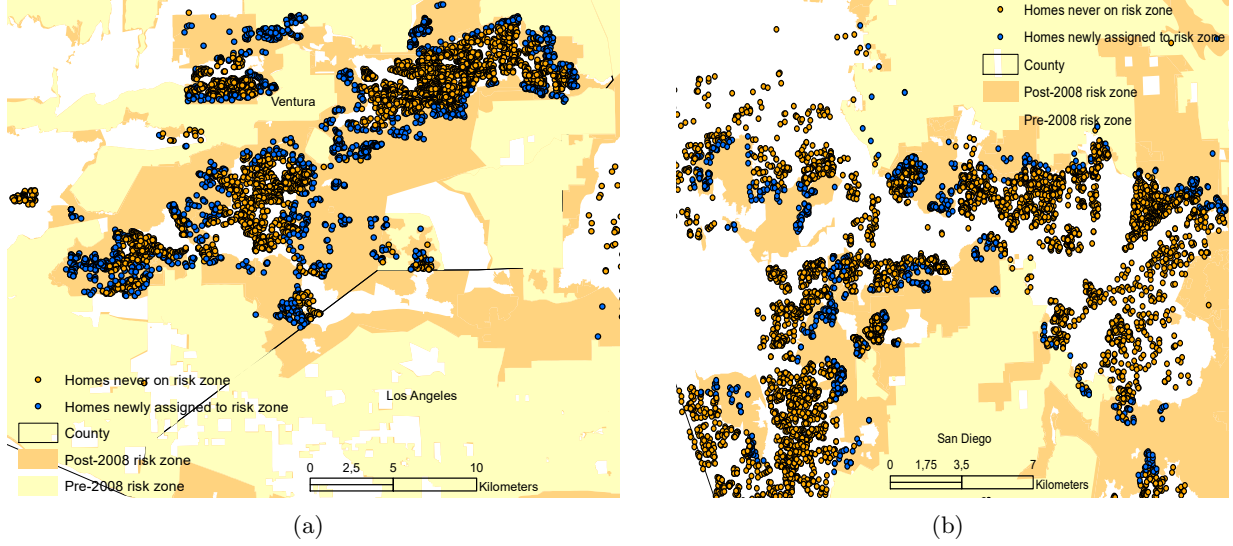 Ventura
Los Angeles
Homes never on risk zone
Homes newly assigned to risk zone
County
Post-2008 risk zone
Pre-2008 risk zone
0 2,5 5 10
Kilometers
(a)
Homes never on risk zone
Homes newly assigned to risk zone
County
Post-2008 risk zone
Pre-2008 risk zone
San Diego
0 1,75 3,5 7
Kilometers
(b)